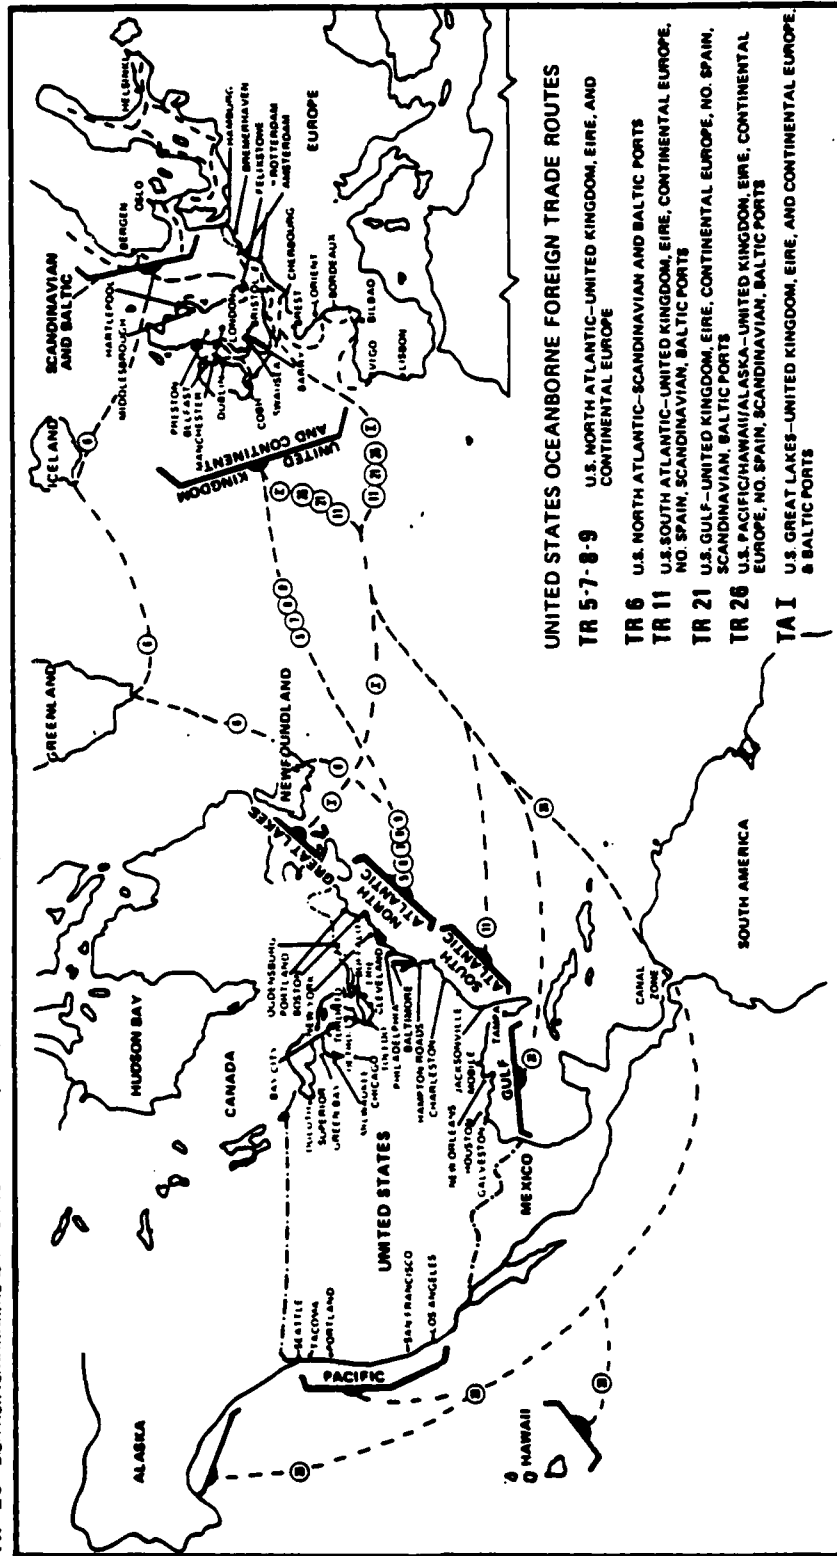 ALASKA
HAWAII
PACIFIC
SEATTLE
TACOMA
PORTLAND
SAN FRANCISCO
LOS ANGELES
UNITED STATES
CANADA
HUDSON BAY
MEXICO
BAY CITY
SUPERIOR
GREEN BAY
MILWAUKEE
CHICAGO
TOLEDO
OGDENSBURG
PORTLAND
BOSTON
NEW YORK
ERIE
CLEVELAND
PHILADELPHIA
BALTIMORE
HAMPTON ROADS
CHARLESTON
JACKSONVILLE
TAMPA
MOBILE
NEW ORLEANS
HOUSTON
GALVESTON
GULF
SOUTH
ATLANTIC
NORTH
ATLANTIC
GREAT LAKES
NEWFOUNDLAND
GREENLAND
ICELAND
CANAL
ZONE
SOUTH AMERICA
UNITED
KINGDOM
AND CONTINENT
SCANDINAVIAN
AND BALTIC
MIDDLESBROUGH
HARTLEPOOL
PRESTON
BELFAST
MANCHESTER
DUBLIN
CORK
SWANSEA
BARRY
LONDON
BRISTOL
BERGEN
OSLO
HELSINKI
HAMBURG
BREMERHAVEN
FELIXSTONE
ROTTERDAM
AMSTERDAM
CHERBOURG
BREST
LORIENT
BORDEAUX
BILBAO
VIGO
LISBON
EUROPE
UNITED STATES OCEANBORNE FOREIGN TRADE ROUTES
TR 5-7-8-9 U.S. NORTH ATLANTIC–UNITED KINGDOM, EIRE, AND
CONTINENTAL EUROPE
TR 6 U.S. NORTH ATLANTIC–SCANDINAVIAN AND BALTIC PORTS
TR 11 U.S. SOUTH ATLANTIC–UNITED KINGDOM, EIRE, CONTINENTAL EUROPE,
NO. SPAIN, SCANDINAVIAN, BALTIC PORTS
TR 21 U.S. GULF–UNITED KINGDOM, EIRE, CONTINENTAL EUROPE, NO. SPAIN,
SCANDINAVIAN, BALTIC PORTS
TR 26 U.S. PACIFIC/HAWAII/ALASKA–UNITED KINGDOM, EIRE, CONTINENTAL
EUROPE, NO. SPAIN, SCANDINAVIAN, BALTIC PORTS
TA I U.S. GREAT LAKES–UNITED KINGDOM, EIRE, AND CONTINENTAL EUROPE,
& BALTIC PORTS